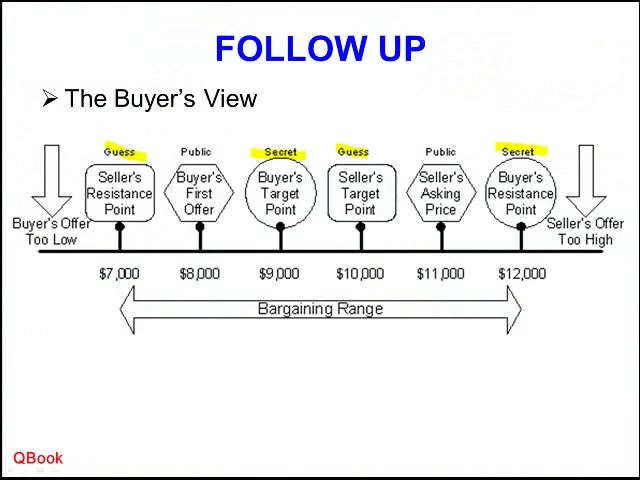 FOLLOW UP
➢ The Buyer's View
Guess Public Secret Guess Public Secret
Seller's Resistance Point
Buyer's First Offer
Buyer's Target Point
Seller's Target Point
Seller's Asking Price
Buyer's Resistance Point
Buyer's Offer
Too Low
Seller's Offer
Too High
$7,000 $8,000 $9,000 $10,000 $11,000 $12,000
Bargaining Range
QBook